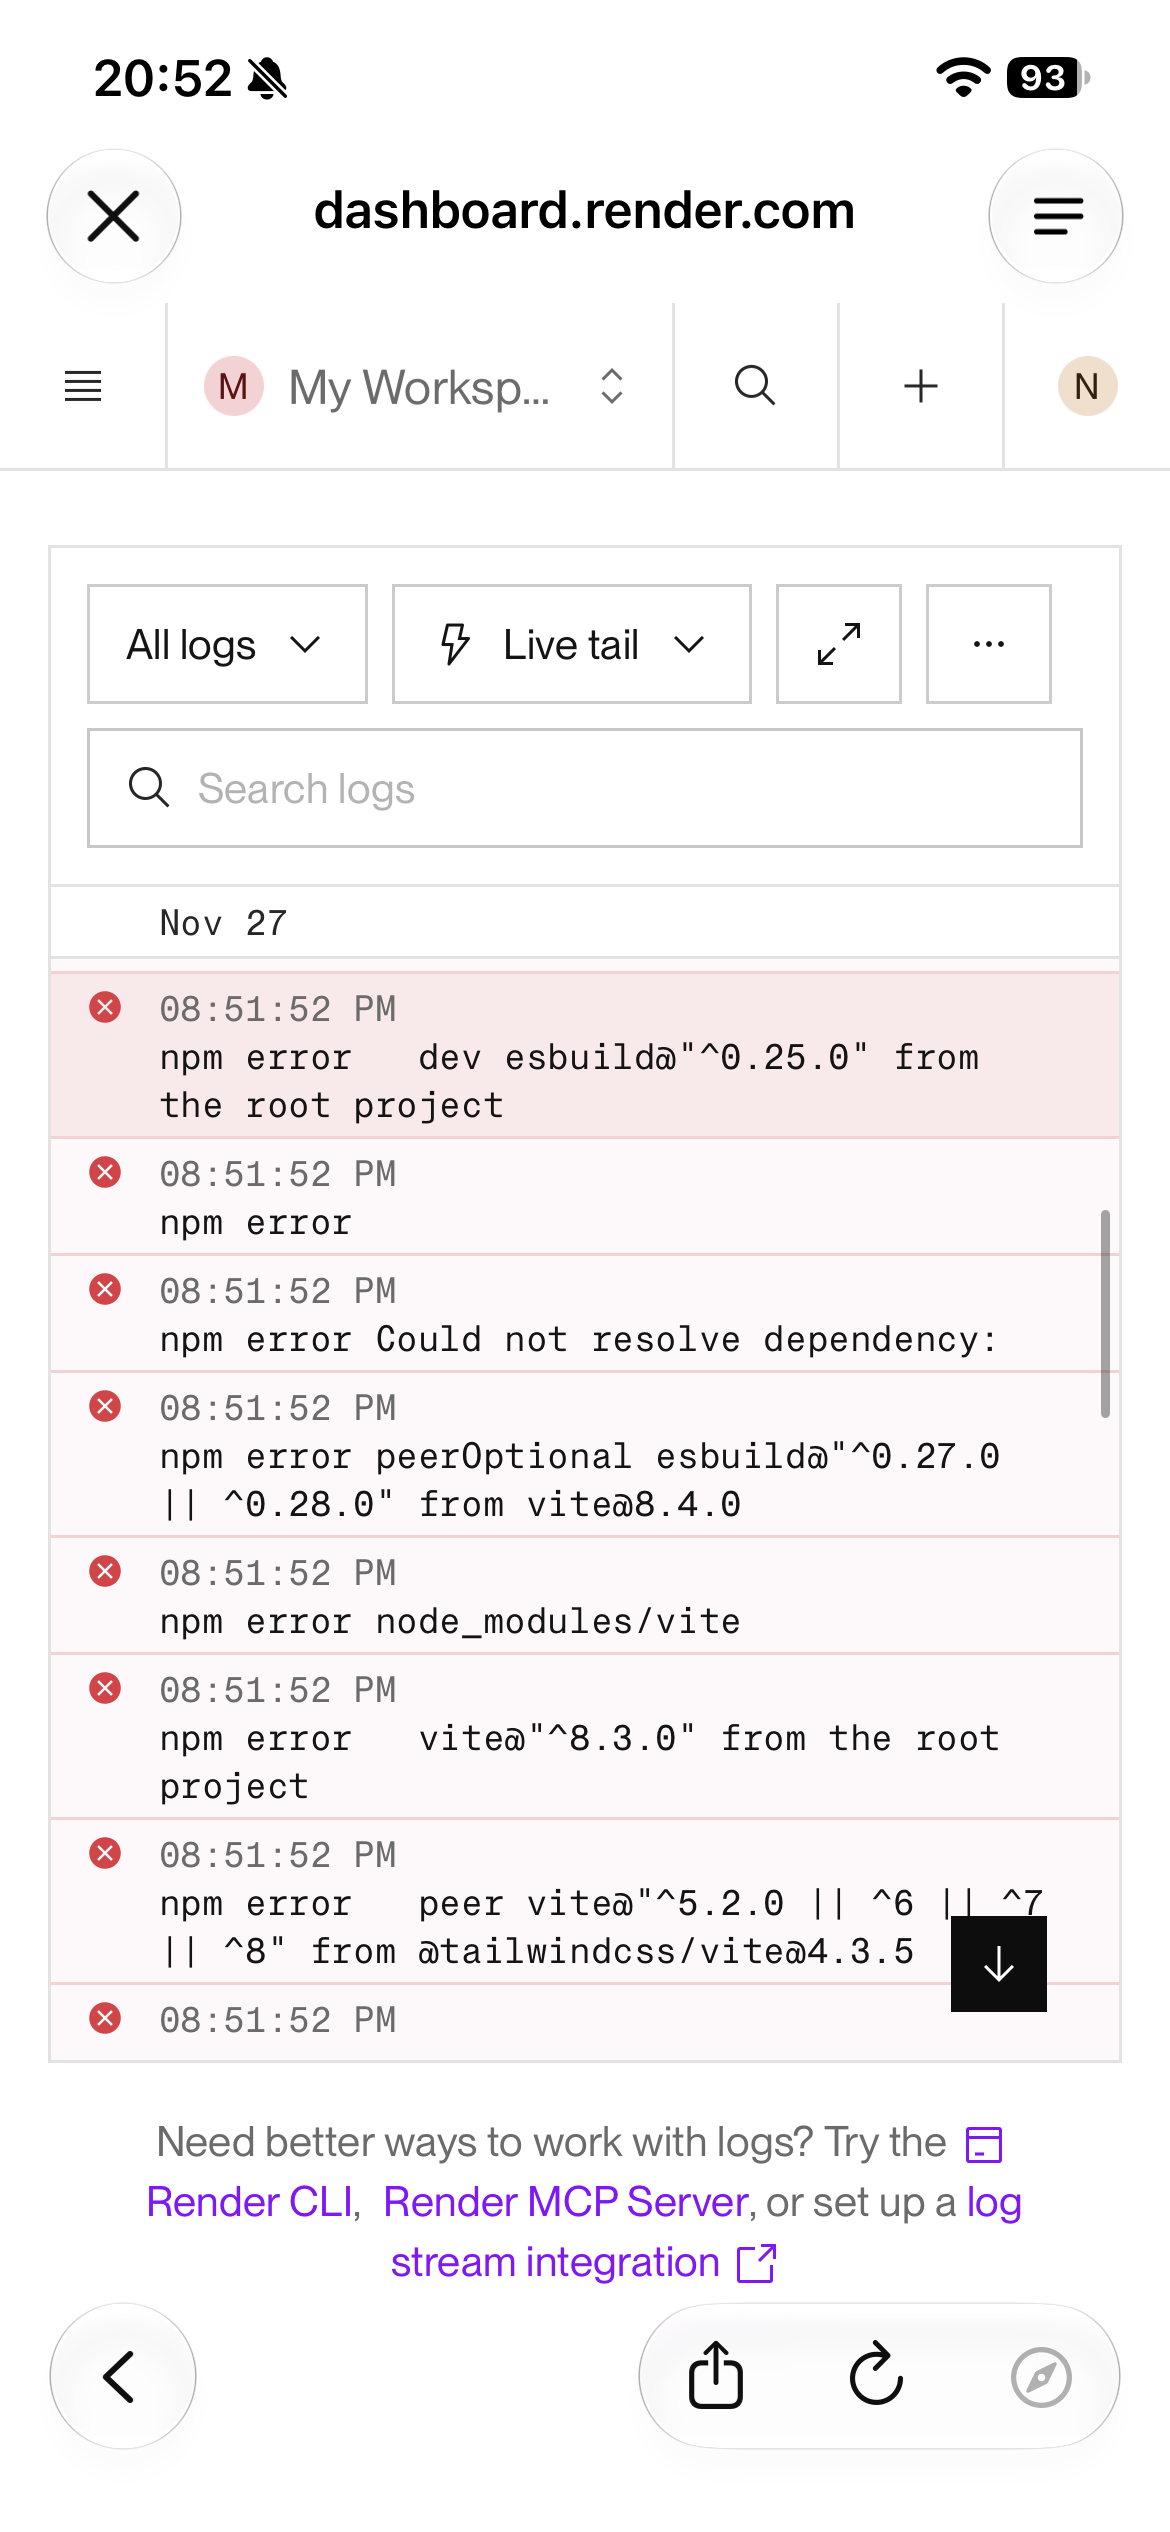 20:52
93
dashboard.render.com
M My Worksp... N
All logs Live tail ...
Search logs
Nov 27
08:51:52 PM
npm error   dev esbuild@"^0.25.0" from
the root project
08:51:52 PM
npm error
08:51:52 PM
npm error Could not resolve dependency:
08:51:52 PM
npm error peerOptional esbuild@"^0.27.0
|| ^0.28.0" from vite@8.4.0
08:51:52 PM
npm error node_modules/vite
08:51:52 PM
npm error   vite@"^8.3.0" from the root
project
08:51:52 PM
npm error   peer vite@"^5.2.0 || ^6 || ^7
|| ^8" from @tailwindcss/vite@4.3.5
08:51:52 PM
Need better ways to work with logs? Try the
Render CLI, Render MCP Server, or set up a log
stream integration